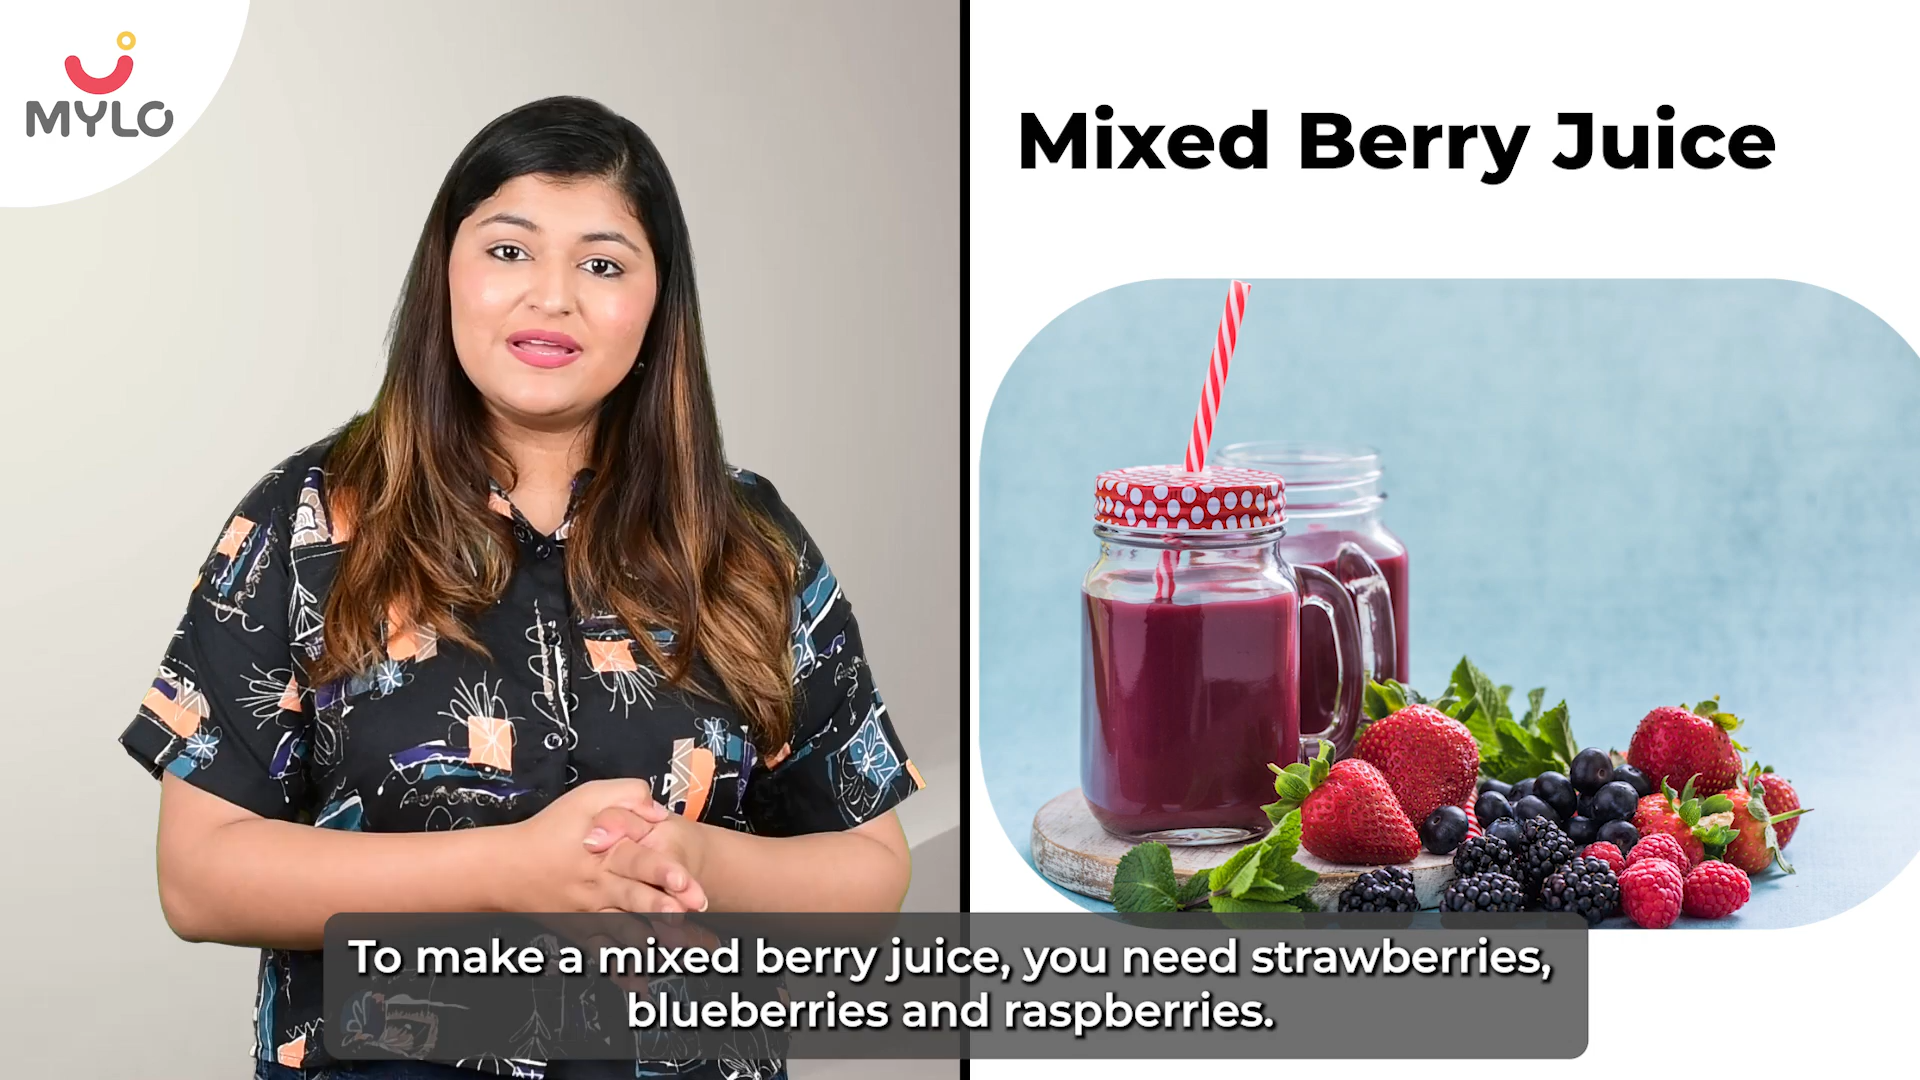 MYLO
Mixed Berry Juice
To make a mixed berry juice, you need strawberries,
blueberries and raspberries.